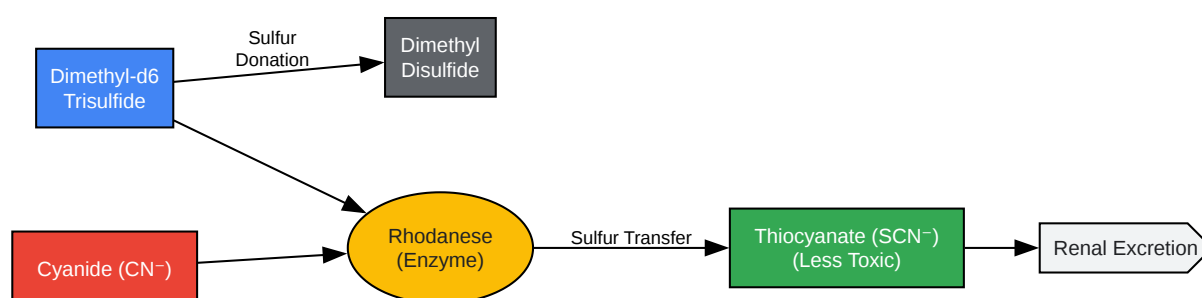 Sulfur
Donation
Dimethyl
Disulfide
Dimethyl-d6
Trisulfide
Rhodanese
(Enzyme)
Sulfur Transfer
Thiocyanate (SCN⁻)
(Less Toxic)
Renal Excretion
Cyanide (CN⁻)